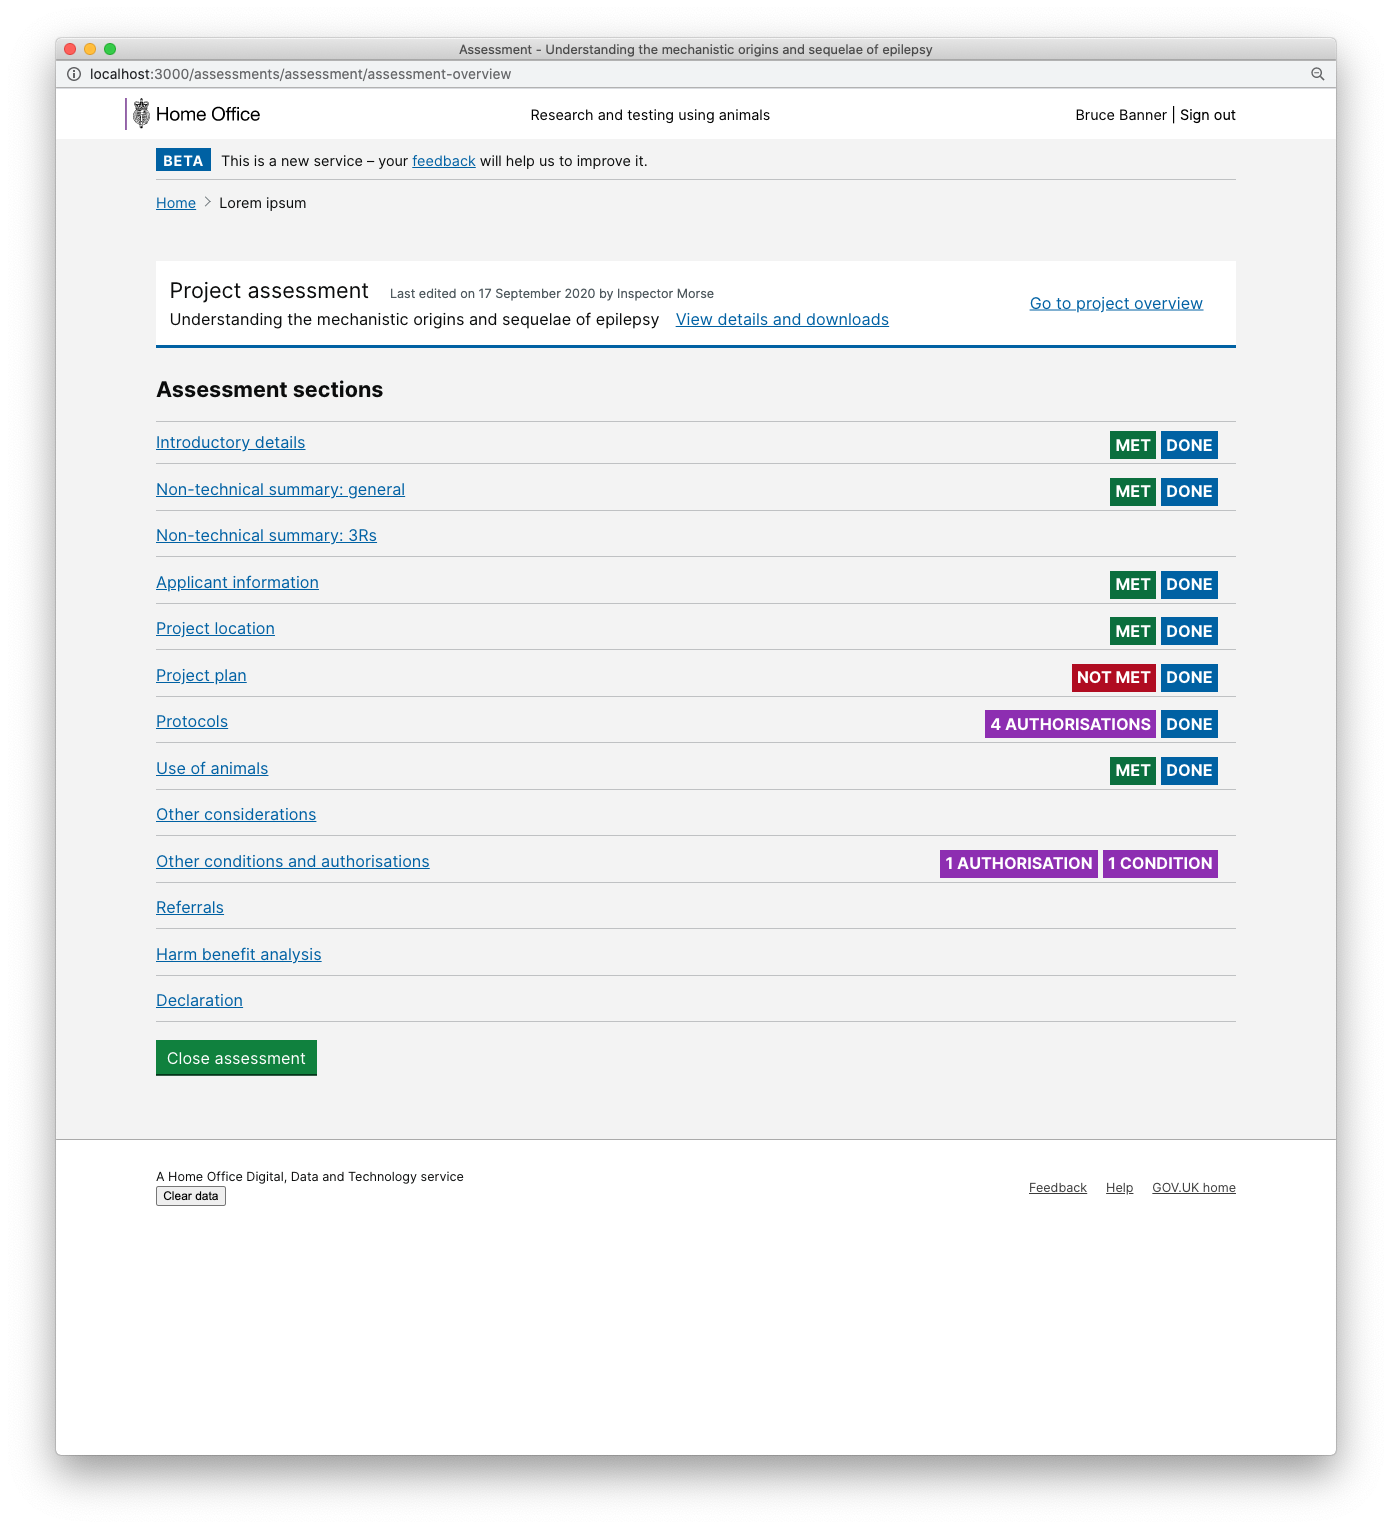 Assessment - Understanding the mechanistic origins and sequelae of epilepsy
localhost:3000/assessments/assessment/assessment-overview
Home Office Research and testing using animals Bruce Banner | Sign out
BETA This is a new service – your feedback will help us to improve it.
Home > Lorem ipsum
Project assessment Last edited on 17 September 2020 by Inspector Morse
Go to project overview
Understanding the mechanistic origins and sequelae of epilepsy View details and downloads
Assessment sections
Introductory details MET DONE
Non-technical summary: general MET DONE
Non-technical summary: 3Rs
Applicant information MET DONE
Project location MET DONE
Project plan NOT MET DONE
Protocols 4 AUTHORISATIONS DONE
Use of animals MET DONE
Other considerations
Other conditions and authorisations 1 AUTHORISATION 1 CONDITION
Referrals
Harm benefit analysis
Declaration
Close assessment
A Home Office Digital, Data and Technology service
Clear data
Feedback Help GOV.UK home